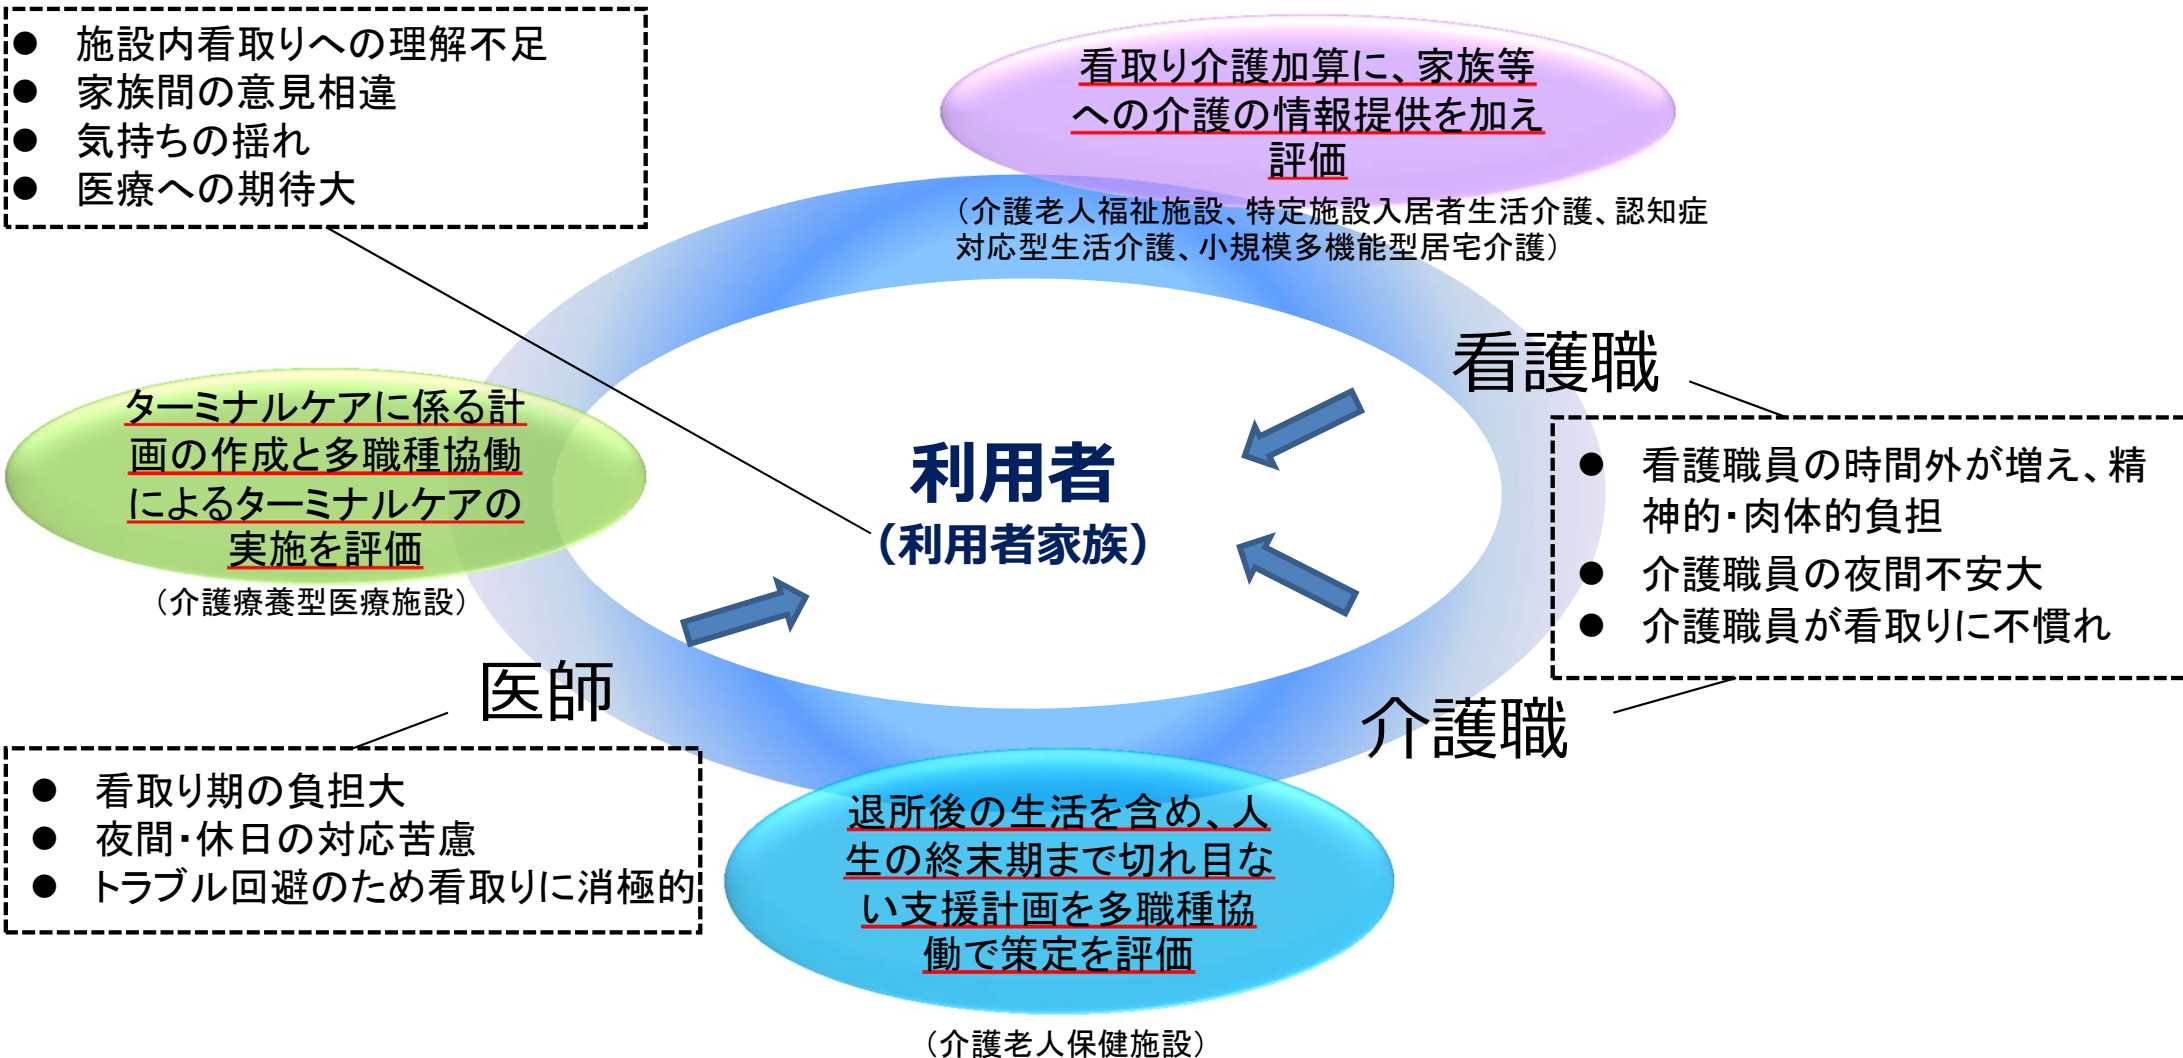 ● 施設内看取りへの理解不足
● 家族間の意見相違
● 気持ちの揺れ
● 医療への期待大
看取り介護加算に、家族等
への介護の情報提供を加え
評価
（介護老人福祉施設、特定施設入居者生活介護、認知症
対応型生活介護、小規模多機能型居宅介護）
ターミナルケアに係る計
画の作成と多職種協働
によるターミナルケアの
実施を評価
（介護療養型医療施設）
利用者
（利用者家族）
看護職
● 看護職員の時間外が増え、精
神的・肉体的負担
● 介護職員の夜間不安大
● 介護職員が看取りに不慣れ
介護職
医師
● 看取り期の負担大
● 夜間・休日の対応苦慮
● トラブル回避のため看取りに消極的
退所後の生活を含め、人
生の終末期まで切れ目な
い支援計画を多職種協
働で策定を評価
（介護老人保健施設）